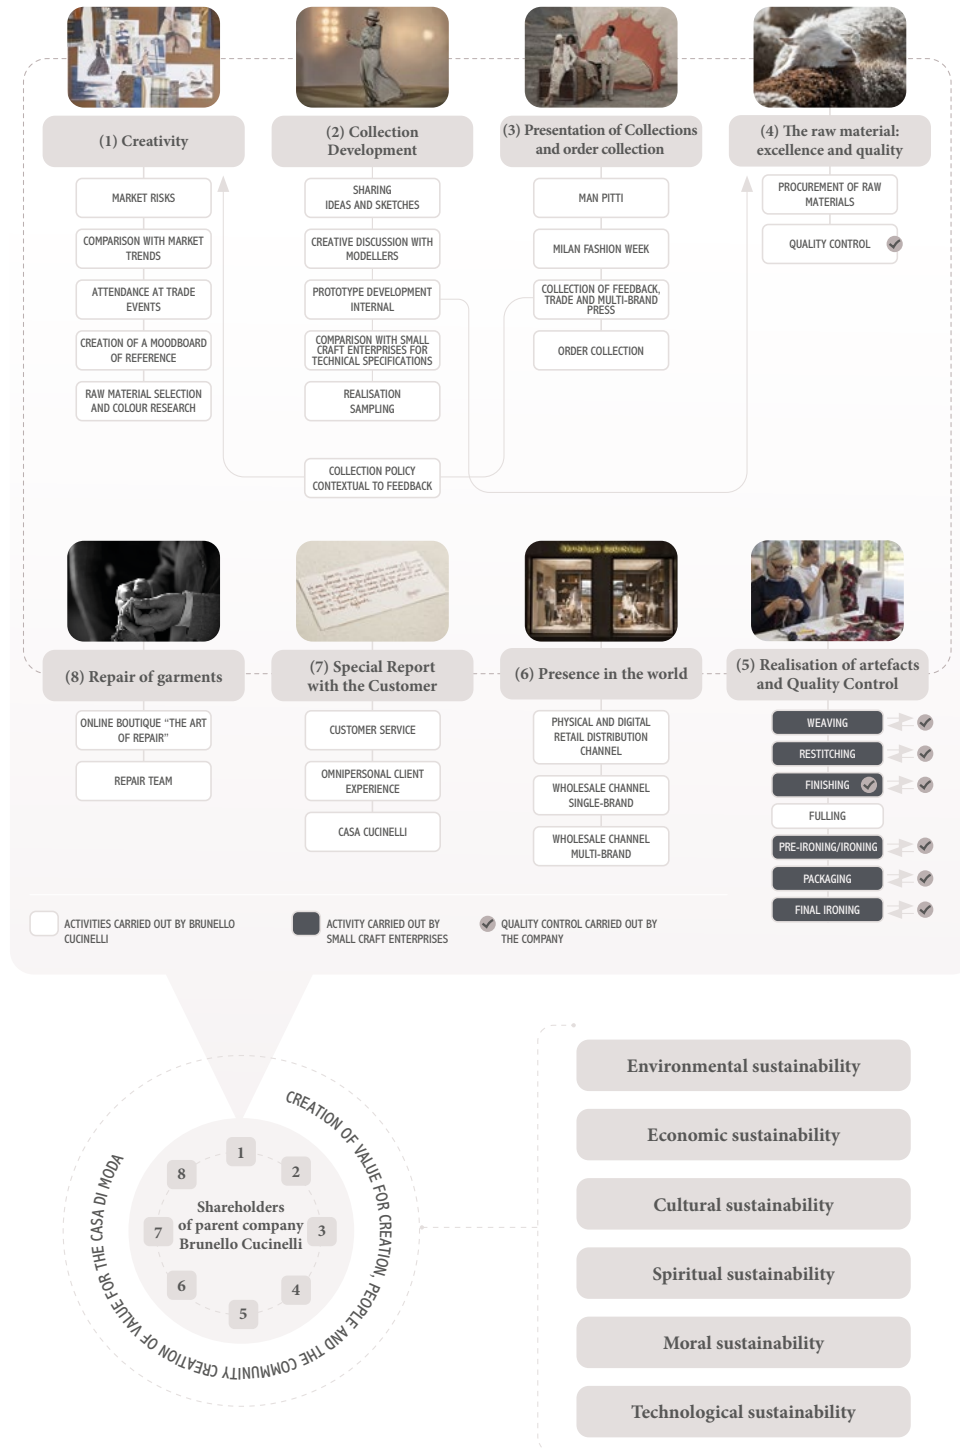 (1) Creativity
MARKET RISKS
COMPARISON WITH MARKET
TRENDS
ATTENDANCE AT TRADE
EVENTS
CREATION OF A MOODBOARD
OF REFERENCE
RAW MATERIAL SELECTION
AND COLOUR RESEARCH
(2) Collection
Development
SHARING
IDEAS AND SKETCHES
CREATIVE DISCUSSION WITH
MODELLERS
PROTOTYPE DEVELOPMENT
INTERNAL
COMPARISON WITH SMALL
CRAFT ENTERPRISES FOR
TECHNICAL SPECIFICATIONS
REALISATION
SAMPLING
COLLECTION POLICY
CONTEXTUAL TO FEEDBACK
(3) Presentation of Collections
and order collection
MAN PITTI
MILAN FASHION WEEK
COLLECTION OF FEEDBACK,
TRADE AND MULTI-BRAND
PRESS
ORDER COLLECTION
(4) The raw material:
excellence and quality
PROCUREMENT OF RAW
MATERIALS
QUALITY CONTROL
(8) Repair of garments
ONLINE BOUTIQUE “THE ART
OF REPAIR”
REPAIR TEAM
(7) Special Report
with the Customer
CUSTOMER SERVICE
OMNIPERSONAL CLIENT
EXPERIENCE
CASA CUCINELLI
(6) Presence in the world
PHYSICAL AND DIGITAL
RETAIL DISTRIBUTION
CHANNEL
WHOLESALE CHANNEL
SINGLE-BRAND
WHOLESALE CHANNEL
MULTI-BRAND
(5) Realisation of artefacts
and Quality Control
WEAVING
RESTITCHING
FINISHING
FULLING
PRE-IRONING/IRONING
PACKAGING
FINAL IRONING
ACTIVITIES CARRIED OUT BY BRUNELLO
CUCINELLI
ACTIVITY CARRIED OUT BY
SMALL CRAFT ENTERPRISES
QUALITY CONTROL CARRIED OUT BY
THE COMPANY
CREATION OF VALUE FOR CREATION, PEOPLE AND THE COMMUNITY
CREATION OF VALUE FOR THE CASA DI MODA
1
2
3
4
5
6
7
8
Shareholders
of parent company
Brunello Cucinelli
Environmental sustainability
Economic sustainability
Cultural sustainability
Spiritual sustainability
Moral sustainability
Technological sustainability